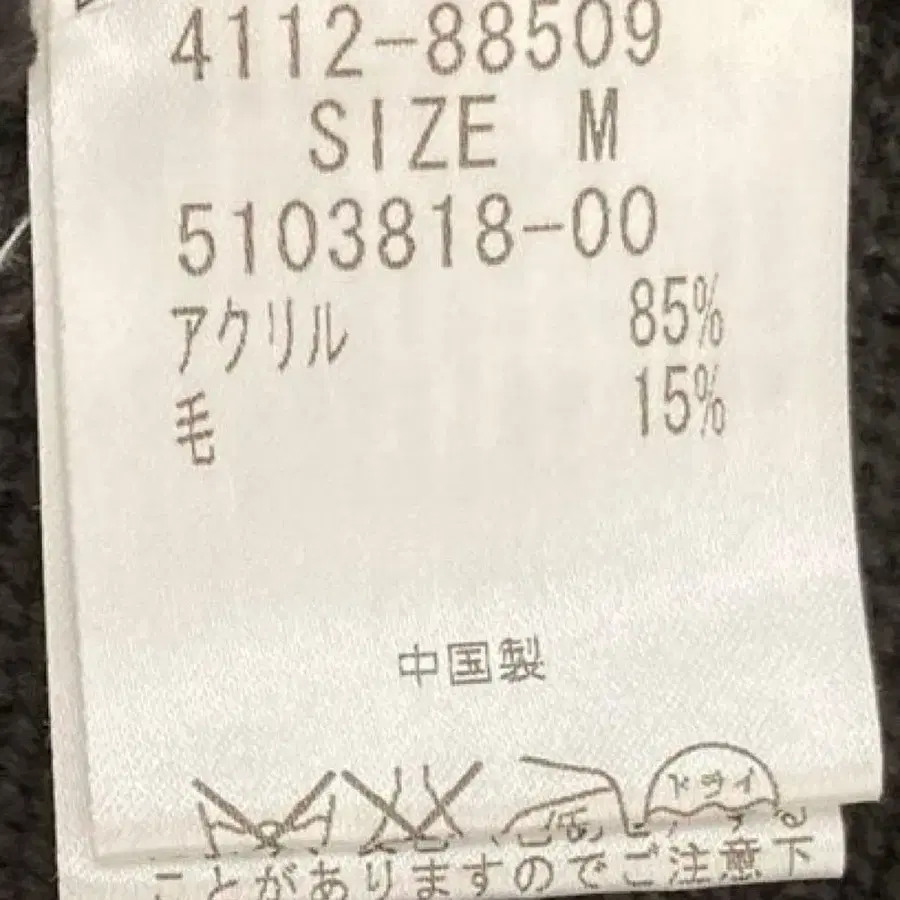 4112-88509
SIZE M
5103818-00
アクリル 85%
毛 15%
中国製
低
ドライ
ことがありますのでご注意下